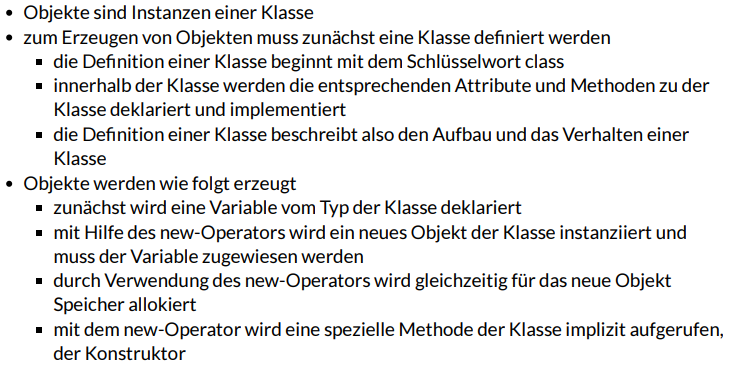 • Objekte sind Instanzen einer Klasse
• zum Erzeugen von Objekten muss zunächst eine Klasse definiert werden
▪ die Definition einer Klasse beginnt mit dem Schlüsselwort class
▪ innerhalb der Klasse werden die entsprechenden Attribute und Methoden zu der
Klasse deklariert und implementiert
▪ die Definition einer Klasse beschreibt also den Aufbau und das Verhalten einer
Klasse
• Objekte werden wie folgt erzeugt
▪ zunächst wird eine Variable vom Typ der Klasse deklariert
▪ mit Hilfe des new-Operators wird ein neues Objekt der Klasse instanziiert und
muss der Variable zugewiesen werden
▪ durch Verwendung des new-Operators wird gleichzeitig für das neue Objekt
Speicher allokiert
▪ mit dem new-Operator wird eine spezielle Methode der Klasse implizit aufgerufen,
der Konstruktor